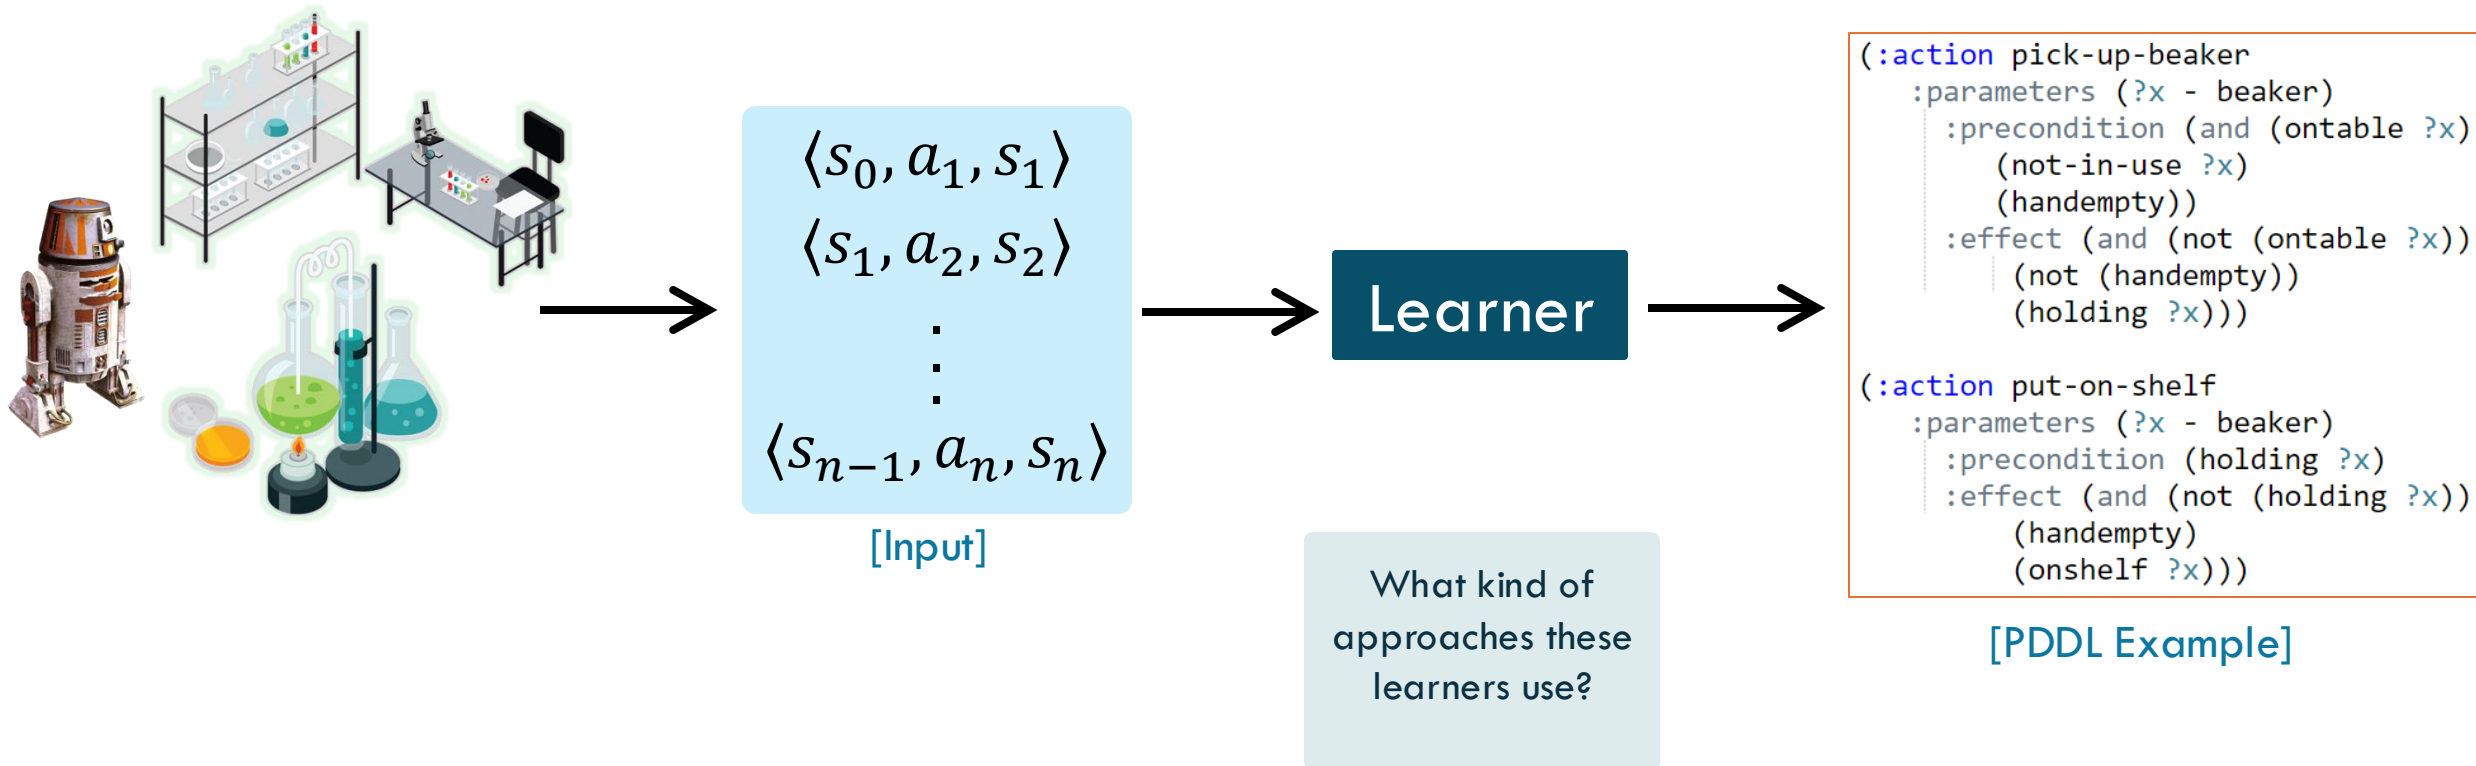 ⟨s₀, a₁, s₁⟩
⟨s₁, a₂, s₂⟩
⋮
⟨sₙ₋₁, aₙ, sₙ⟩
[Input]
Learner
What kind of
approaches these
learners use?
(:action pick-up-beaker
:parameters (?x - beaker)
:precondition (and (ontable ?x)
(not-in-use ?x)
(handempty))
:effect (and (not (ontable ?x))
(not (handempty))
(holding ?x)))
(:action put-on-shelf
:parameters (?x - beaker)
:precondition (holding ?x)
:effect (and (not (holding ?x))
(handempty)
(onshelf ?x)))
[PDDL Example]